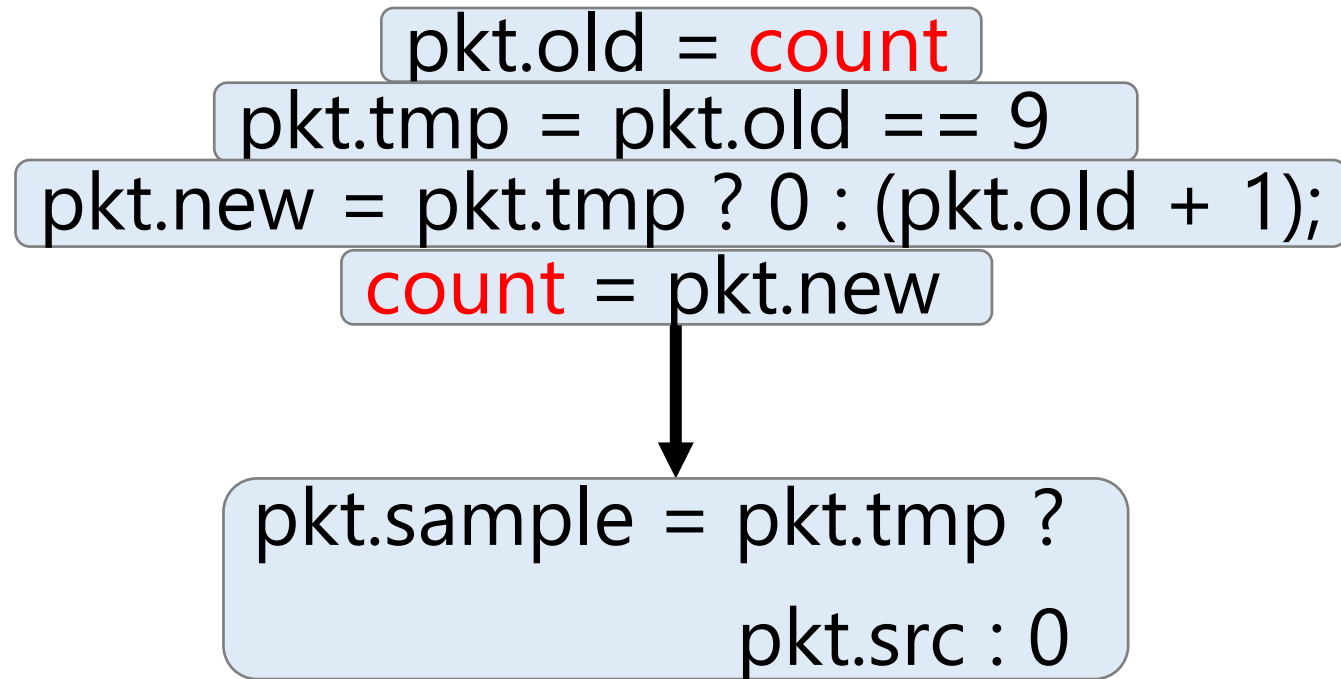 pkt.old = count
pkt.tmp = pkt.old == 9
pkt.new = pkt.tmp ? 0 : (pkt.old + 1);
count = pkt.new
pkt.sample = pkt.tmp ?
pkt.src : 0